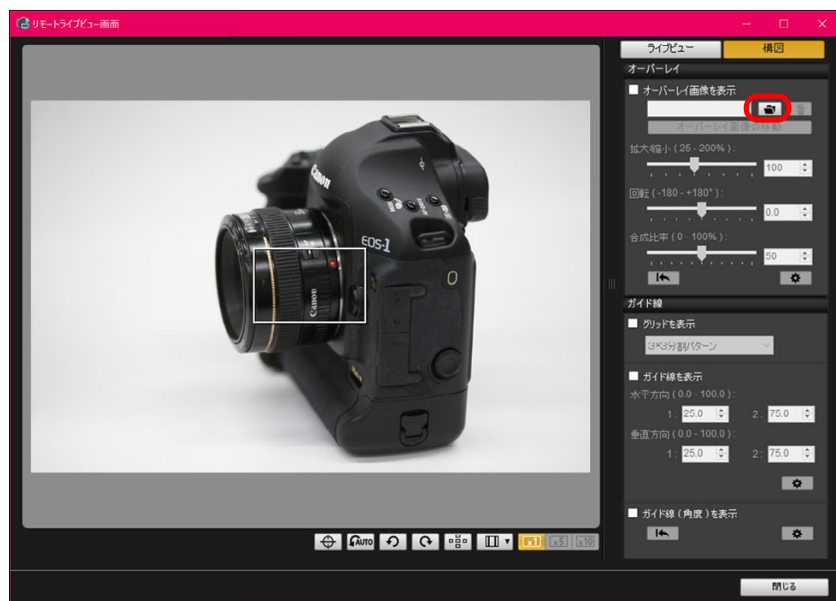 リモートライブビュー画面
ライブビュー 構図
オーバーレイ
オーバーレイ画像を表示
オーバーレイ画像の移動
拡大/縮小 ( 25 - 200% ) :
100
回転 ( -180 - +180° ) :
0.0
合成比率 ( 0 - 100% ) :
50
ガイド線
グリッドを表示
3×3分割パターン
ガイド線を表示
水平方向 ( 0.0 - 100.0 ) :
1 : 25.0 2 : 75.0
垂直方向 ( 0.0 - 100.0 ) :
1 : 25.0 2 : 75.0
ガイド線 ( 角度 ) を表示
Canon
EOS-1
CANON
AUTO
x1 x5 x10
閉じる